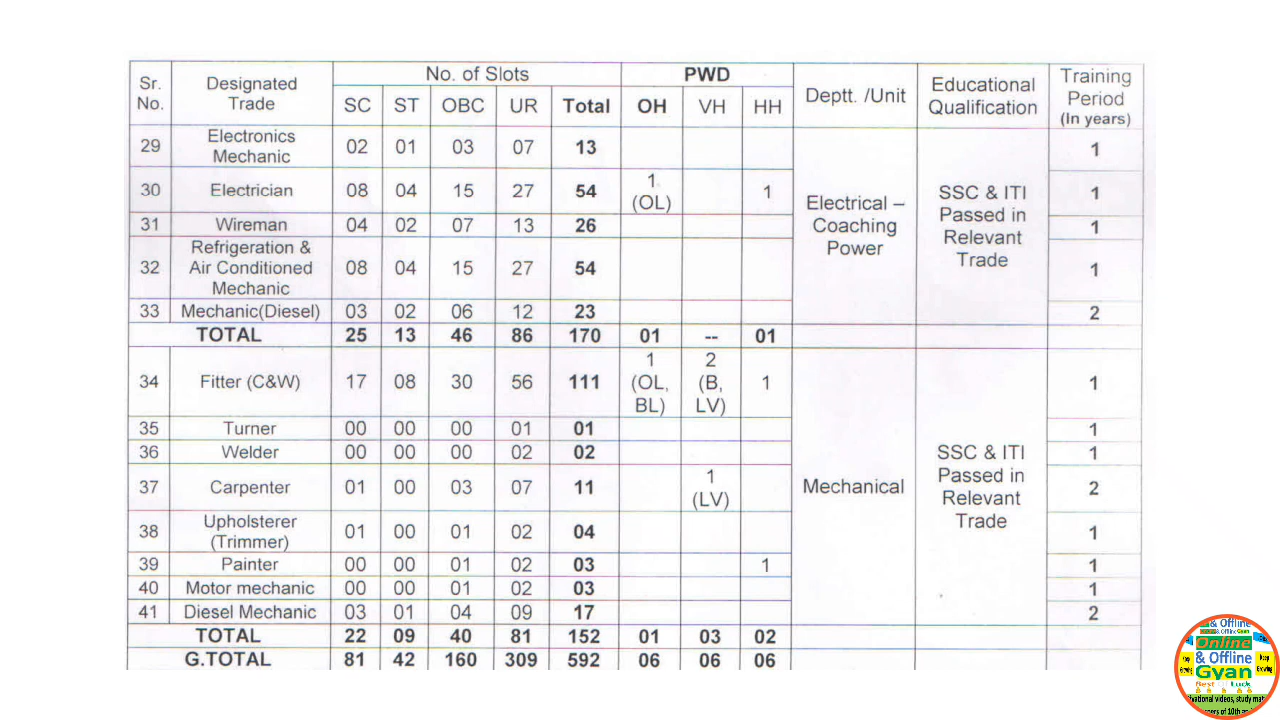 Sr. No. Designated Trade No. of Slots PWD Deptt. /Unit Educational Qualification Training Period (In years)
SC ST OBC UR Total OH VH HH
29 Electronics Mechanic 02 01 03 07 13 1
30 Electrician 08 04 15 27 54 1 (OL) 1 1
31 Wireman 04 02 07 13 26 1
32 Refrigeration & Air Conditioned Mechanic 08 04 15 27 54 1
33 Mechanic(Diesel) 03 02 06 12 23 2
Electrical – Coaching Power
SSC & ITI Passed in Relevant Trade
TOTAL 25 13 46 86 170 01 -- 01
34 Fitter (C&W) 17 08 30 56 111 1 (OL, BL) 2 (B, LV) 1 1
35 Turner 00 00 00 01 01 1
36 Welder 00 00 00 02 02 1
37 Carpenter 01 00 03 07 11 1 (LV) 2
38 Upholsterer (Trimmer) 01 00 01 02 04 1
39 Painter 00 00 01 02 03 1 1
40 Motor mechanic 00 00 01 02 03 1
41 Diesel Mechanic 03 01 04 09 17 2
Mechanical
SSC & ITI Passed in Relevant Trade
TOTAL 22 09 40 81 152 01 03 02
G.TOTAL 81 42 160 309 592 06 06 06
& Offline
Online
& Offline
Gyan
Best Luck
Keep Growing